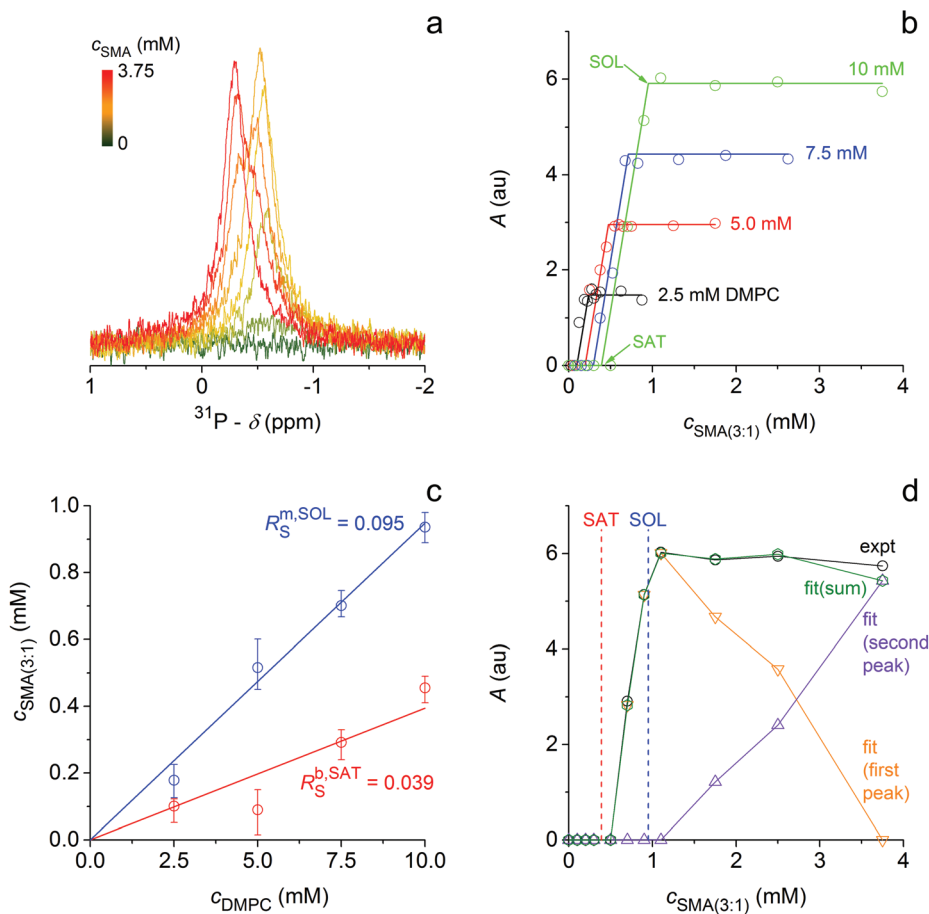 a
c_SMA (mM)
3.75
0
1
0
-1
-2
³¹P - δ (ppm)
b
SOL
10 mM
7.5 mM
5.0 mM
2.5 mM DMPC
SAT
A (au)
6
4
2
0
0
1
2
3
4
c_SMA(3:1) (mM)
c
R_S^m,SOL = 0.095
R_S^b,SAT = 0.039
c_SMA(3:1) (mM)
1.0
0.8
0.6
0.4
0.2
0.0
0.0
2.5
5.0
7.5
10.0
c_DMPC (mM)
d
SAT
SOL
expt
fit(sum)
fit
(second
peak)
fit
(first
peak)
A (au)
6
4
2
0
0
1
2
3
4
c_SMA(3:1) (mM)